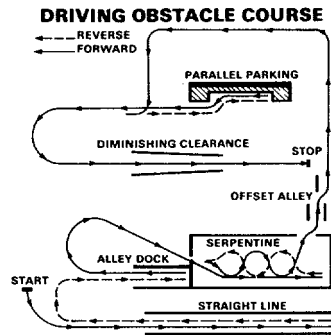 DRIVING OBSTACLE COURSE
REVERSE
FORWARD
PARALLEL PARKING
DIMINISHING CLEARANCE
STOP
OFFSET ALLEY
SERPENTINE
ALLEY DOCK
START
STRAIGHT LINE